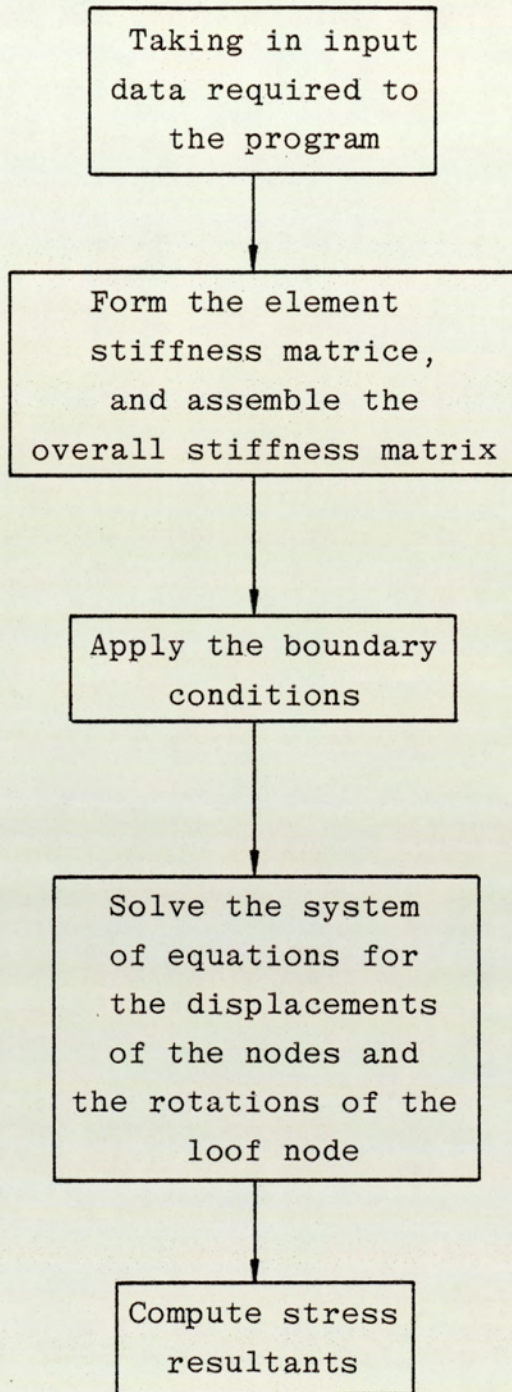 Taking in input
data required to
the program
Form the element
stiffness matrice,
and assemble the
overall stiffness matrix
Apply the boundary
conditions
Solve the system
of equations for
the displacements
of the nodes and
the rotations of the
loof node
Compute stress
resultants